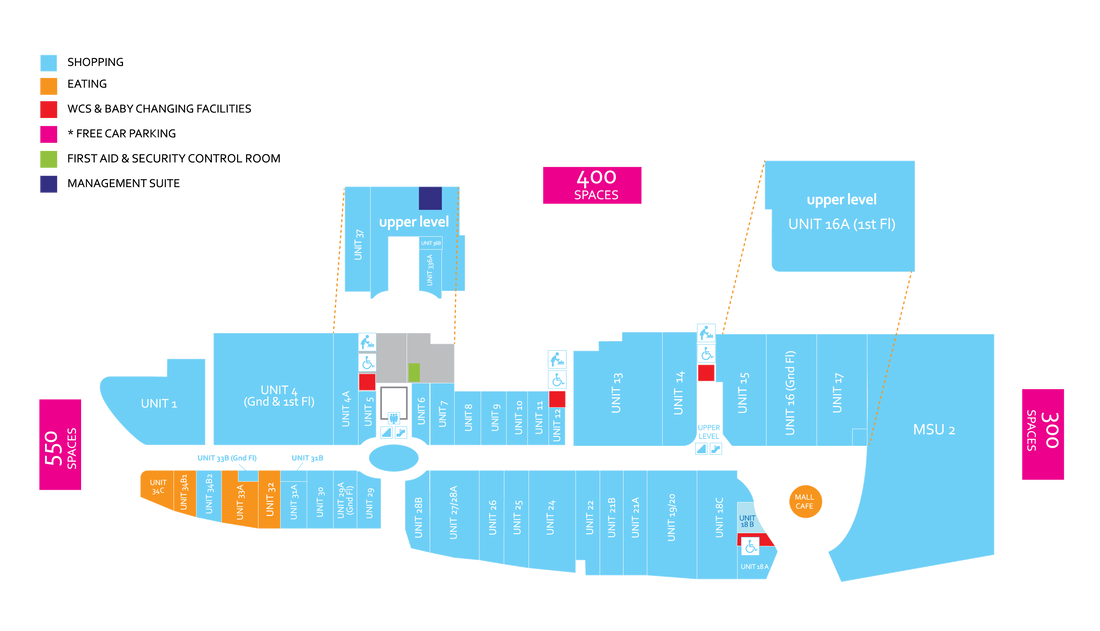 SHOPPING
EATING
WCS & BABY CHANGING FACILITIES
* FREE CAR PARKING
FIRST AID & SECURITY CONTROL ROOM
MANAGEMENT SUITE
400
SPACES
upper level
UNIT 16A (1st Fl)
upper level
UNIT 37
UNIT 36B
UNIT 336A
UNIT 1
UNIT 4
(Gnd & 1st Fl)
UNIT 4A
UNIT 5
UNIT 6
UNIT 7
UNIT 8
UNIT 9
UNIT 10
UNIT 11
UNIT 12
UNIT 13
UNIT 14
UPPER
LEVEL
UNIT 15
UNIT 16 (Gnd Fl)
UNIT 17
MSU 2
550
SPACES
300
SPACES
UNIT 33B (Gnd Fl)
UNIT 31B
UNIT
34C
UNIT 34B1
UNIT 34B2
UNIT 33A
UNIT 32
UNIT 31A
UNIT 30
UNIT 29A
(Gnd Fl)
UNIT 29
UNIT 28B
UNIT 27/28A
UNIT 26
UNIT 25
UNIT 24
UNIT 22
UNIT 21B
UNIT 21A
UNIT 19/20
UNIT 18C
UNIT
18 B
UNIT 18 A
MALL
CAFE